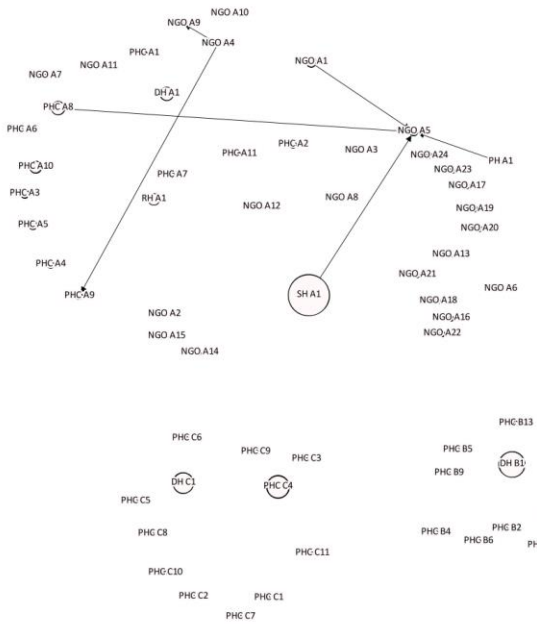 NGO A10
NGO A9
NGO A4
PHC A1
NGO A11
NGO A7
NGO A1
DH A1
PHC A8
PHC A6
NGO A5
PHC A11
PHC A2
NGO A3
NGO A24
PH A1
PHC A10
PHC A7
NGO A23
NGO A17
PHC A3
RH A1
NGO A12
NGO A8
NGO A19
PHC A5
NGO A20
NGO A13
PHC A4
NGO A21
NGO A6
PHC A9
SH A1
NGO A18
NGO A2
NGO A16
NGO A15
NGO A22
NGO A14
PHC B13
PHC C6
PHC C9
PHC C3
PHC B5
DH B1
PHC B9
DH C1
PHC C4
PHC C5
PHC C8
PHC B4
PHC B2
PHC B6
PH
PHC C11
PHC C10
PHC C2
PHC C1
PHC C7